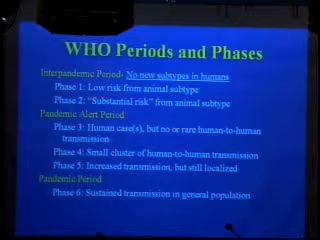 WHO Periods and Phases
Interpandemic Period- No new subtypes in humans
Phase 1: Low risk from animal subtype
Phase 2: "Substantial risk" from animal subtype
Pandemic Alert Period
Phase 3: Human case(s), but no or rare human-to-human
transmission
Phase 4: Small cluster of human-to-human transmission
Phase 5: Increased transmission, but still localized
Pandemic Period
Phase 6: Sustained transmission in general population